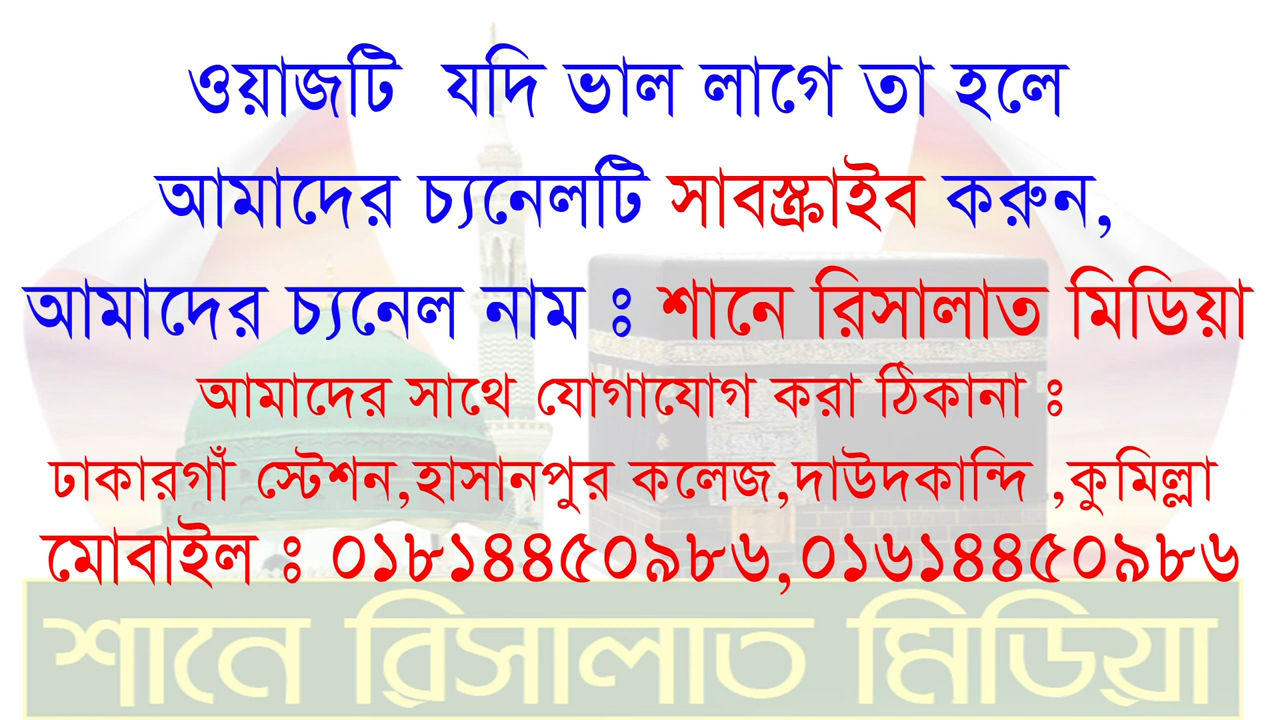 ওয়াজটি যদি ভাল লাগে তা হলে
আমাদের চ্যনেলটি সাবস্ক্রাইব করুন,
আমাদের চ্যনেল নাম ঃ শানে রিসালাত মিডিয়া
আমাদের সাথে যোগাযোগ করা ঠিকানা ঃ
ঢাকারগাঁ স্টেশন,হাসানপুর কলেজ,দাউদকান্দি ,কুমিল্লা
মোবাইল ঃ ০১৮১৪৪৫০৯৮৬,০১৬১৪৪৫০৯৮৬
শানে রিসালাত মিডিয়া